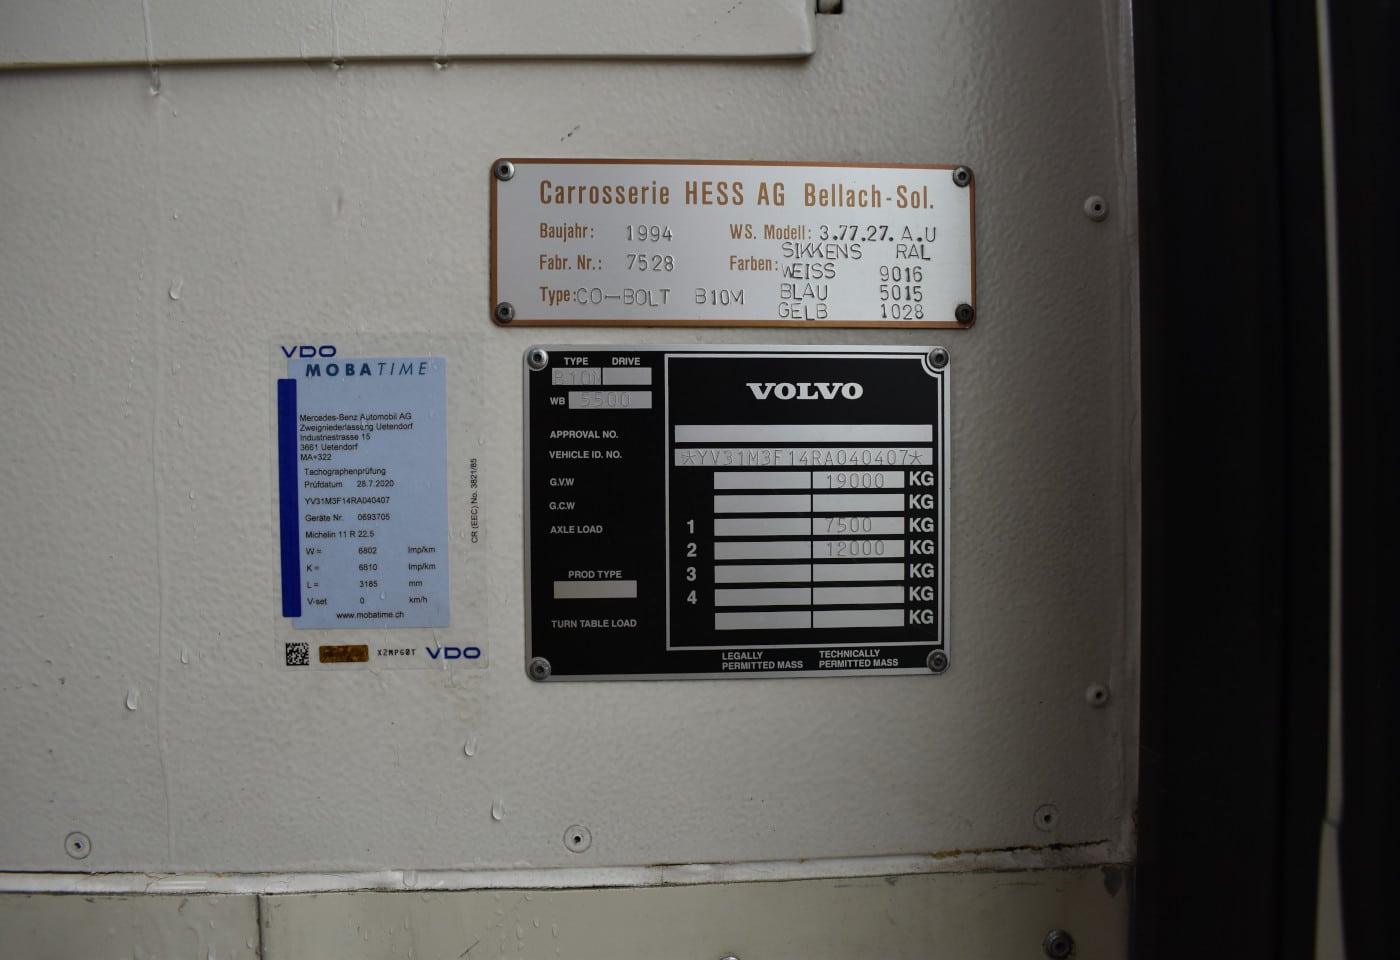 Carrosserie HESS AG Bellach-Sol.
Baujahr: 1994
Fabr. Nr.: 7528
Type: CO-BOLT B10M
WS. Modell: 3.77.27. A.U
SIKKENS RAL
Farben: WEISS 9016
BLAU 5015
GELB 1028
VDO
MOBATIME
Mercedes-Benz Automobil AG
Zweigniederlassung Uetendorf
Industriestrasse 15
3661 Uetendorf
MA+322
Tachographenprüfung
Prüfdatum 28.7.2020
YV31M3F14RA040407
Geräte Nr. 0693705
Michelin 11 R 22.5
W = 6802 Imp/km
K = 6810 Imp/km
L = 3185 mm
V-set 0 km/h
www.mobatime.ch
CR (EEC) No. 3821/85
XZMPG0T VDO
TYPE DRIVE
B10M
WB 5500
VOLVO
APPROVAL NO.
VEHICLE ID. NO. *YV31M3F14RA040407*
G.V.W 19000 KG
G.C.W KG
AXLE LOAD 1 7500 KG
2 12000 KG
3 KG
PROD TYPE
4 KG
TURN TABLE LOAD KG
LEGALLY PERMITTED MASS
TECHNICALLY PERMITTED MASS